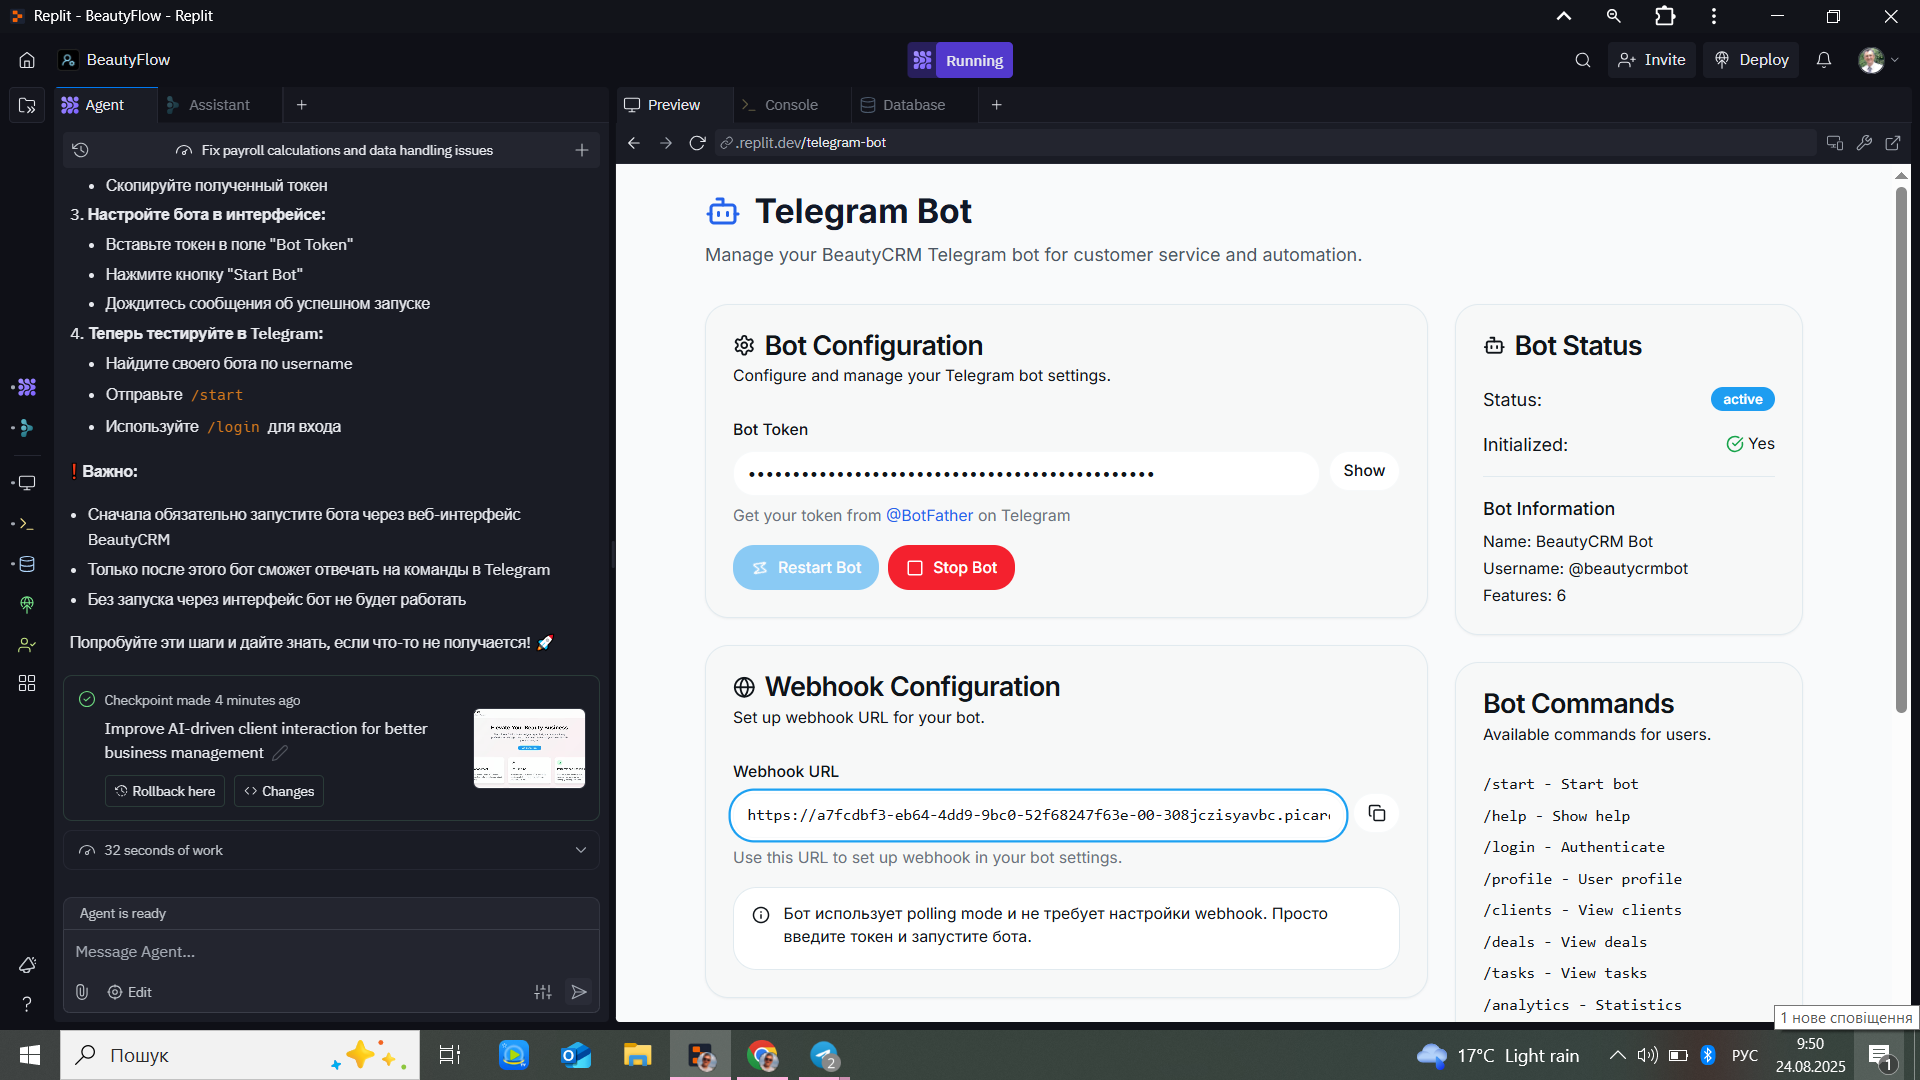 Replit - BeautyFlow - Replit
BeautyFlow
Running
Invite
Deploy
Agent
Assistant
Fix payroll calculations and data handling issues
Скопируйте полученный токен
3. Настройте бота в интерфейсе:
Вставьте токен в поле "Bot Token"
Нажмите кнопку "Start Bot"
Дождитесь сообщения об успешном запуске
4. Теперь тестируйте в Telegram:
Найдите своего бота по username
Отправьте /start
Используйте /login для входа
❗Важно:
Сначала обязательно запустите бота через веб-интерфейс
BeautyCRM
Только после этого бот сможет отвечать на команды в Telegram
Без запуска через интерфейс бот не будет работать
Попробуйте эти шаги и дайте знать, если что-то не получается! 🚀
Checkpoint made 4 minutes ago
Improve AI-driven client interaction for better
business management
Rollback here
Changes
32 seconds of work
Agent is ready
Message Agent...
Edit
Preview
Console
Database
.replit.dev/telegram-bot
Telegram Bot
Manage your BeautyCRM Telegram bot for customer service and automation.
Bot Configuration
Configure and manage your Telegram bot settings.
Bot Token
••••••••••••••••••••••••••••••••••••••••••••••
Show
Get your token from @BotFather on Telegram
Restart Bot
Stop Bot
Webhook Configuration
Set up webhook URL for your bot.
Webhook URL
https://a7fcdbf3-eb64-4dd9-9bc0-52f68247f63e-00-308jczisyavbc.picar
Use this URL to set up webhook in your bot settings.
Бот использует polling mode и не требует настройки webhook. Просто
введите токен и запустите бота.
Bot Status
Status:
active
Initialized:
Yes
Bot Information
Name: BeautyCRM Bot
Username: @beautycrmbot
Features: 6
Bot Commands
Available commands for users.
/start - Start bot
/help - Show help
/login - Authenticate
/profile - User profile
/clients - View clients
/deals - View deals
/tasks - View tasks
/analytics - Statistics
1 нове сповіщення
Пошук
2
17°C Light rain
РУС
9:50
24.08.2025
1